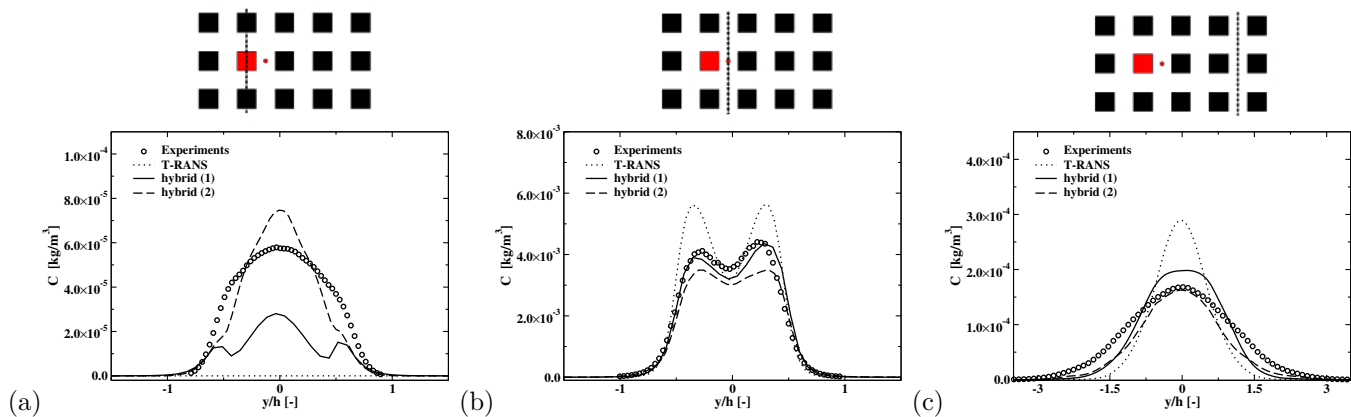 1.0×10⁻⁴
8.0×10⁻⁵
6.0×10⁻⁵
4.0×10⁻⁵
2.0×10⁻⁵
0.0
C [kg/m³]
Experiments
T-RANS
hybrid (1)
hybrid (2)
-1 0 1
y/h [-]
(a)
8.0×10⁻³
6.0×10⁻³
4.0×10⁻³
2.0×10⁻³
0.0
C [kg/m³]
Experiments
T-RANS
hybrid (1)
hybrid (2)
-1 0 1
y/h [-]
(b)
4.0×10⁻⁴
3.0×10⁻⁴
2.0×10⁻⁴
1.0×10⁻⁴
0.0
C [kg/m³]
Experiments
T-RANS
hybrid (1)
hybrid (2)
-3 -1.5 0 1.5 3
y/h [-]
(c)